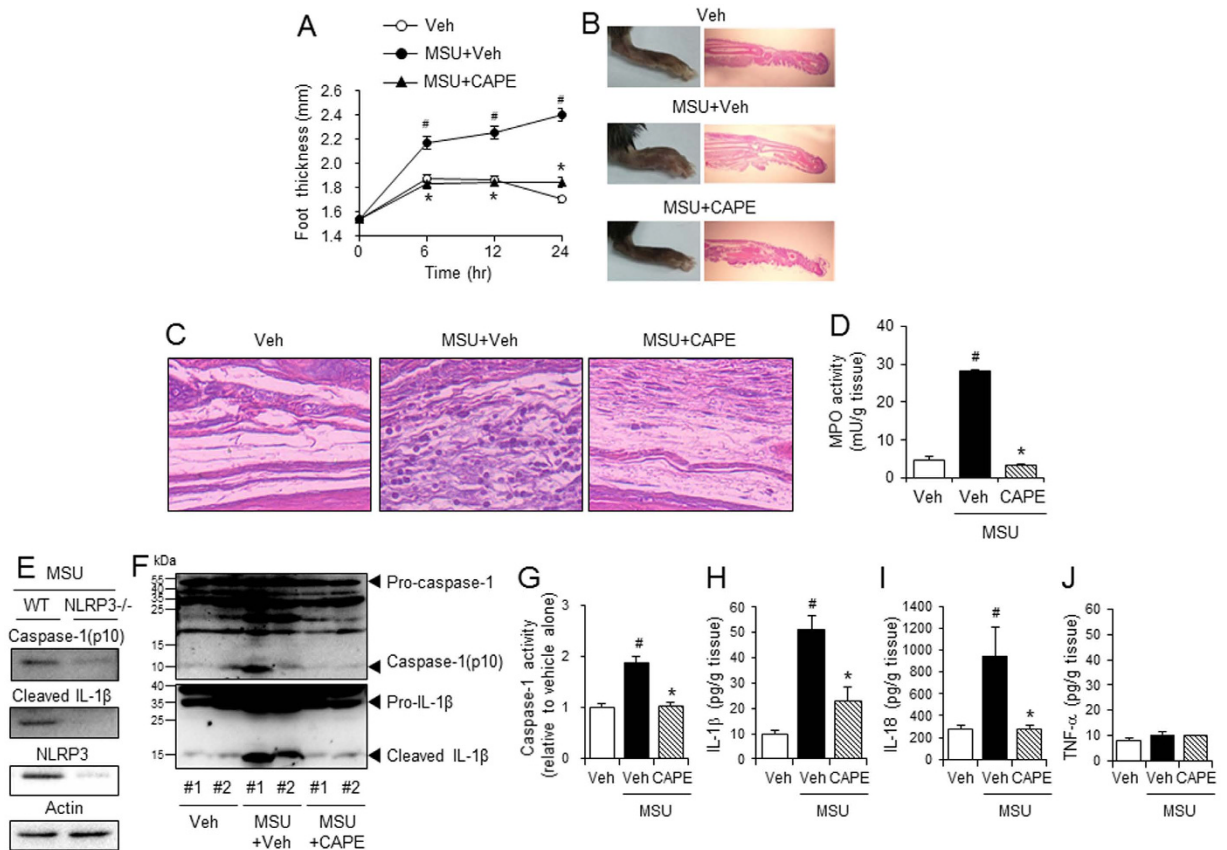 A
Veh
MSU+Veh
MSU+CAPE
Foot thickness (mm)
2.6
2.4
2.2
2.0
1.8
1.6
1.4
#
#
#
*
*
*
0
6
12
24
Time (hr)
B
Veh
MSU+Veh
MSU+CAPE
C
Veh
MSU+Veh
MSU+CAPE
D
MPO activity
(mU/g tissue)
40
30
20
10
0
#
*
Veh
Veh
CAPE
MSU
E
MSU
WT NLRP3-/-
Caspase-1(p10)
Cleaved IL-1β
NLRP3
Actin
F
kDa
55
40
35
25
15
10
40
35
25
15
Pro-caspase-1
Caspase-1(p10)
Pro-IL-1β
Cleaved IL-1β
#1 #2 #1 #2 #1 #2
Veh
MSU
+Veh
MSU
+CAPE
G
Caspase-1 activity
(relative to vehicle alone)
3
2
1
0
#
*
Veh
Veh
CAPE
MSU
H
IL-1β (pg/g tissue)
60
50
40
30
20
10
0
#
*
Veh
Veh
CAPE
MSU
I
IL-18 (pg/g tissue)
1400
1200
1000
800
600
400
200
0
#
*
Veh
Veh
CAPE
MSU
J
TNF-α (pg/g tissue)
60
50
40
30
20
10
0
Veh
Veh
CAPE
MSU